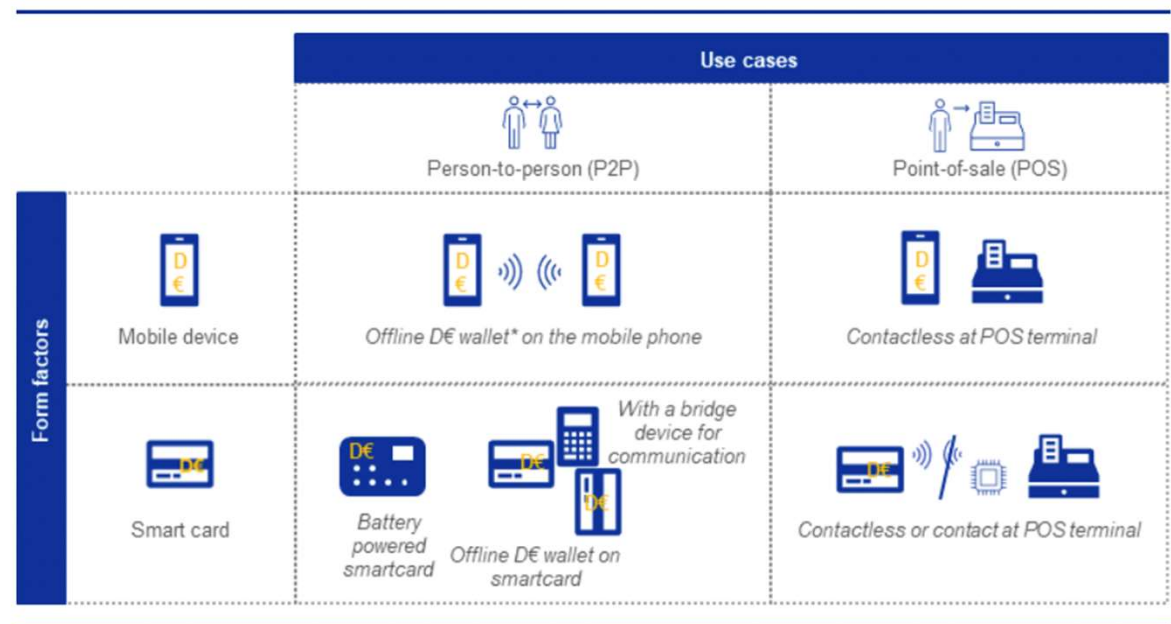 Use cases
Person-to-person (P2P)
Point-of-sale (POS)
Form factors
D
€
Mobile device
D
€
D
€
Offline D€ wallet* on the mobile phone
D
€
Contactless at POS terminal
D€
Smart card
D€
Battery
powered
smartcard
D€
D€
With a bridge
device for
communication
Offline D€ wallet on
smartcard
D€
Contactless or contact at POS terminal